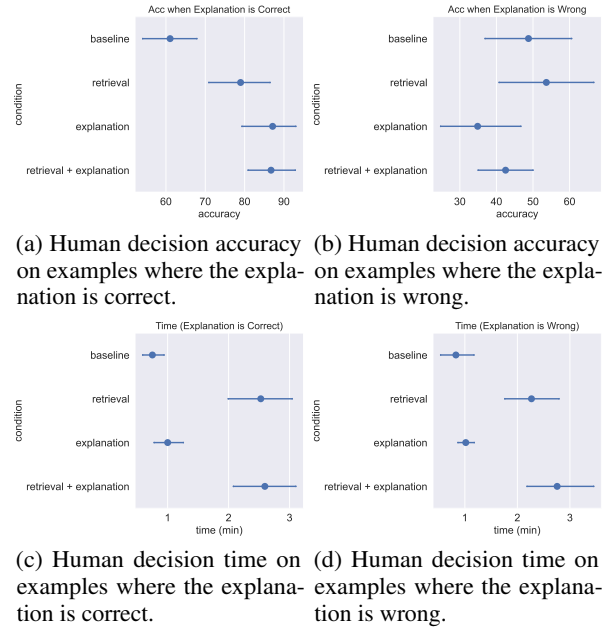 Acc when Explanation is Correct
condition
baseline
retrieval
explanation
retrieval + explanation
60 70 80 90
accuracy
Acc when Explanation is Wrong
condition
baseline
retrieval
explanation
retrieval + explanation
30 40 50 60
accuracy
(a) Human decision accuracy
on examples where the expla-
nation is correct.
(b) Human decision accuracy
on examples where the expla-
nation is wrong.
Time (Explanation is Correct)
condition
baseline
retrieval
explanation
retrieval + explanation
1 2 3
time (min)
Time (Explanation is Wrong)
condition
baseline
retrieval
explanation
retrieval + explanation
1 2 3
time (min)
(c) Human decision time on
examples where the explana-
tion is correct.
(d) Human decision time on
examples where the explana-
tion is wrong.